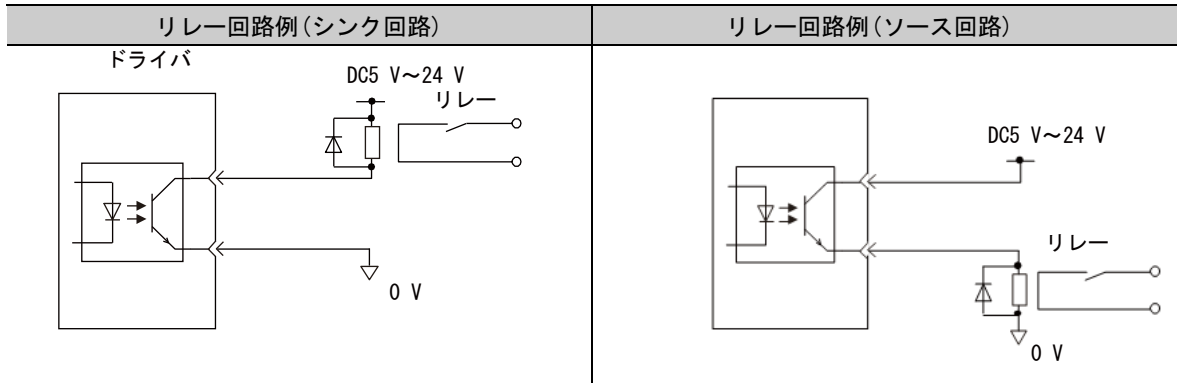 リレー回路例(シンク回路)
リレー回路例(ソース回路)
ドライバ
DC5 V～24 V
リレー
0 V
DC5 V～24 V
リレー
0 V